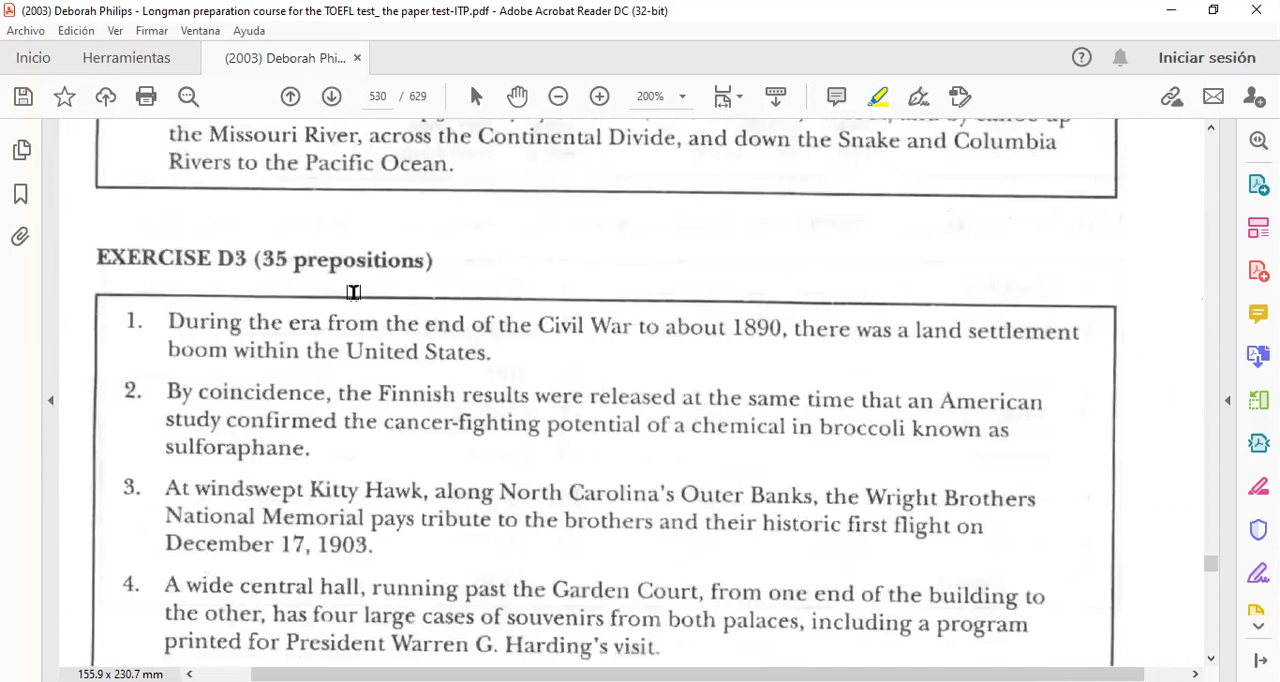 (2003) Deborah Philips - Longman preparation course for the TOEFL test_ the paper test-ITP.pdf - Adobe Acrobat Reader DC (32-bit)
Archivo Edición Ver Firmar Ventana Ayuda
Inicio Herramientas (2003) Deborah Phi... × Iniciar sesión
530 / 629 200%
the Missouri River, across the Continental Divide, and down the Snake and Columbia
Rivers to the Pacific Ocean.
EXERCISE D3 (35 prepositions)
1. During the era from the end of the Civil War to about 1890, there was a land settlement
boom within the United States.
2. By coincidence, the Finnish results were released at the same time that an American
study confirmed the cancer-fighting potential of a chemical in broccoli known as
sulforaphane.
3. At windswept Kitty Hawk, along North Carolina's Outer Banks, the Wright Brothers
National Memorial pays tribute to the brothers and their historic first flight on
December 17, 1903.
4. A wide central hall, running past the Garden Court, from one end of the building to
the other, has four large cases of souvenirs from both palaces, including a program
printed for President Warren G. Harding's visit.
155.9 x 230.7 mm